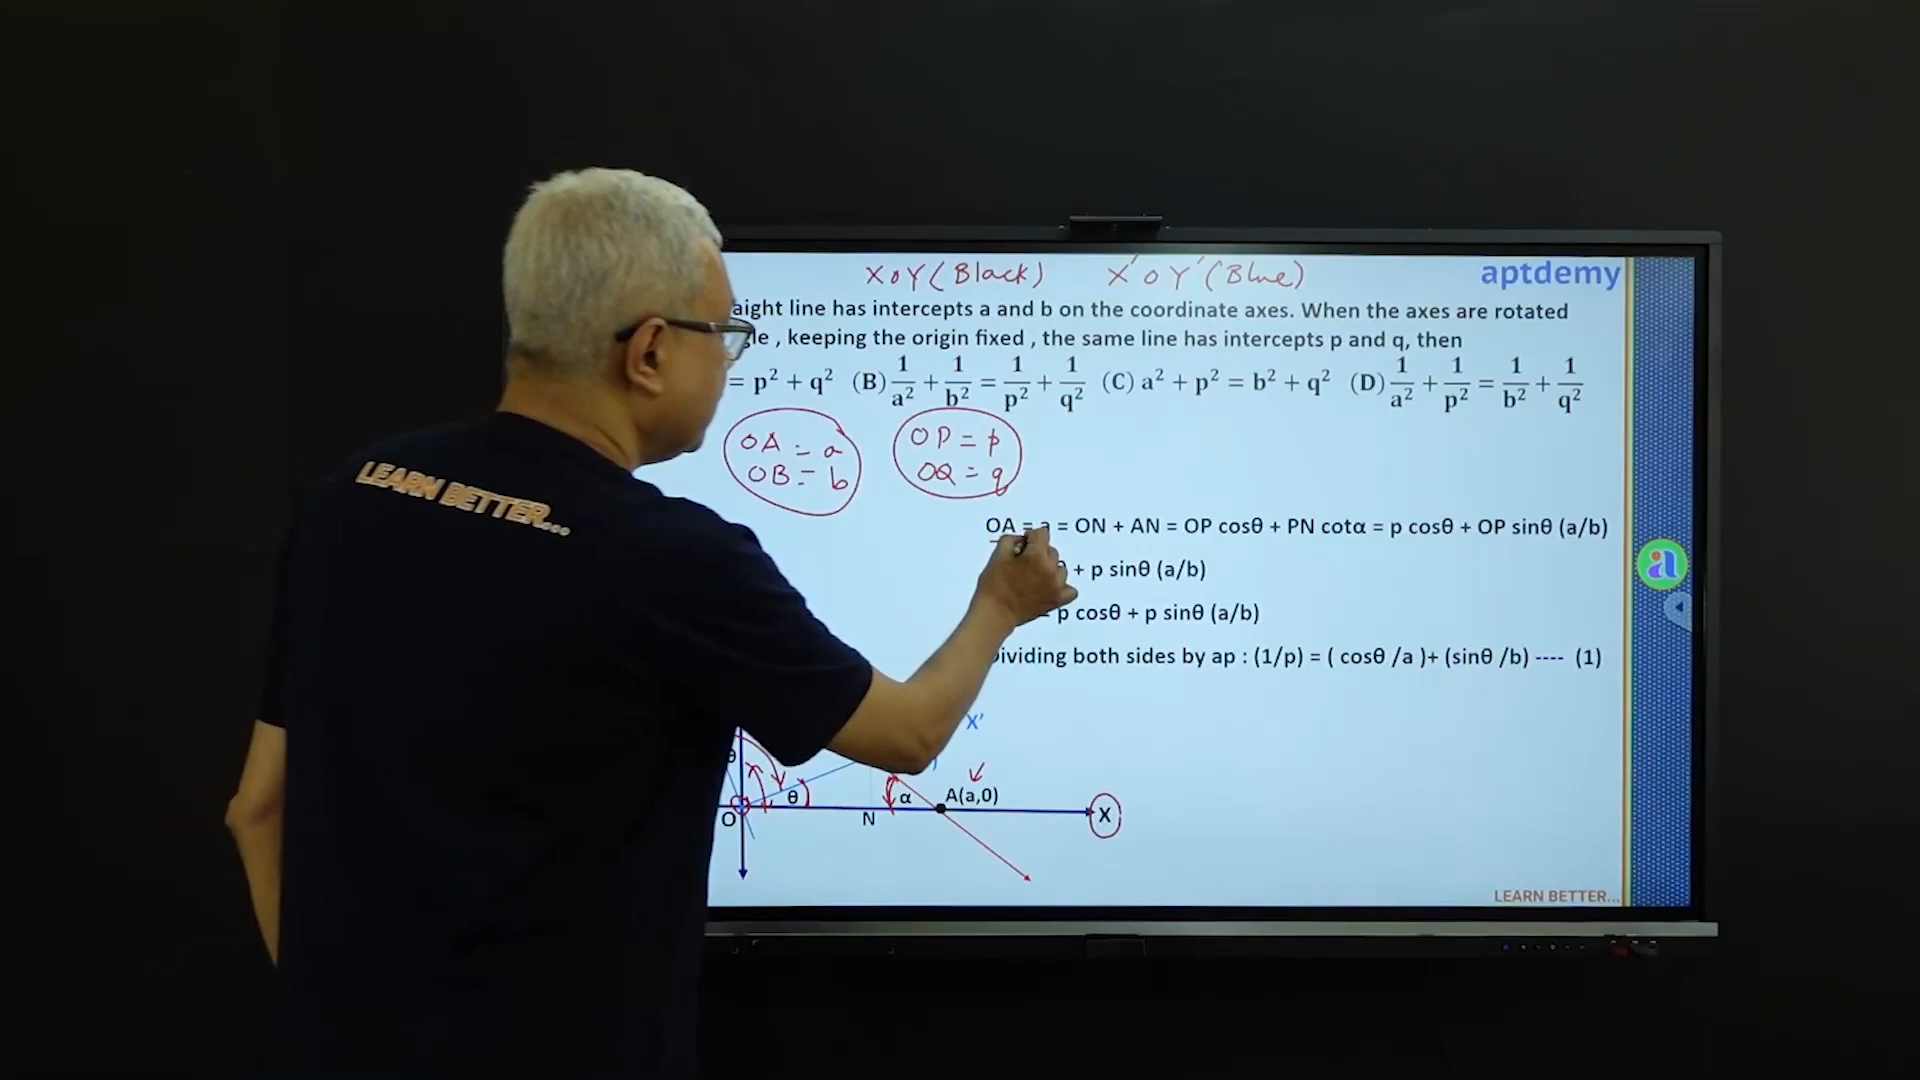 XOY (Black) X'OY' (Blue)
aptdemy
aight line has intercepts a and b on the coordinate axes. When the axes are rotated
gle , keeping the origin fixed , the same line has intercepts p and q, then
= p² + q² (B) 1/a² + 1/b² = 1/p² + 1/q² (C) a² + p² = b² + q² (D) 1/a² + 1/p² = 1/b² + 1/q²
OA = a
OB = b
OP = p
OQ = q
LEARN BETTER...
OA = a = ON + AN = OP cosθ + PN cotα = p cosθ + OP sinθ (a/b)
+ p sinθ (a/b)
= p cosθ + p sinθ (a/b)
ividing both sides by ap : (1/p) = ( cosθ /a )+ (sinθ /b) ---- (1)
a
X'
θ
θ
α
A(a,0)
X
O
N
LEARN BETTER...